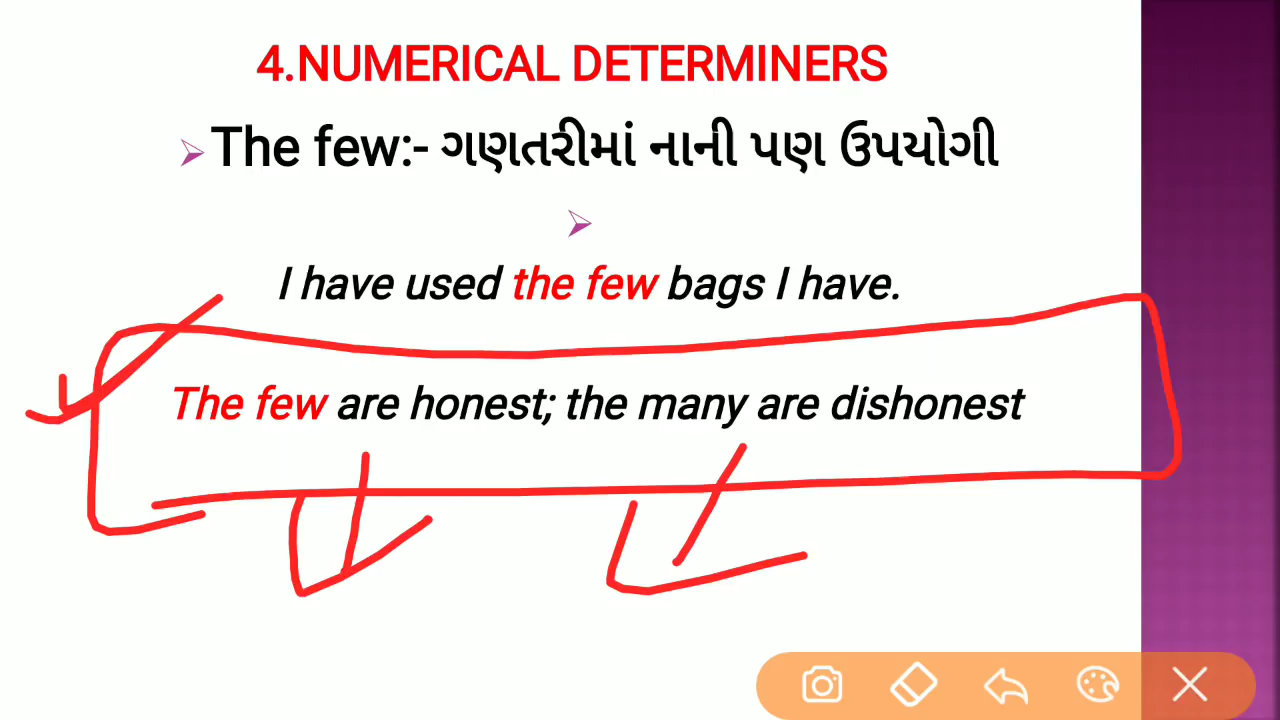 4.NUMERICAL DETERMINERS
The few:- ગણતરીમાં નાની પણ ઉપયોગી
I have used the few bags I have.
The few are honest; the many are dishonest